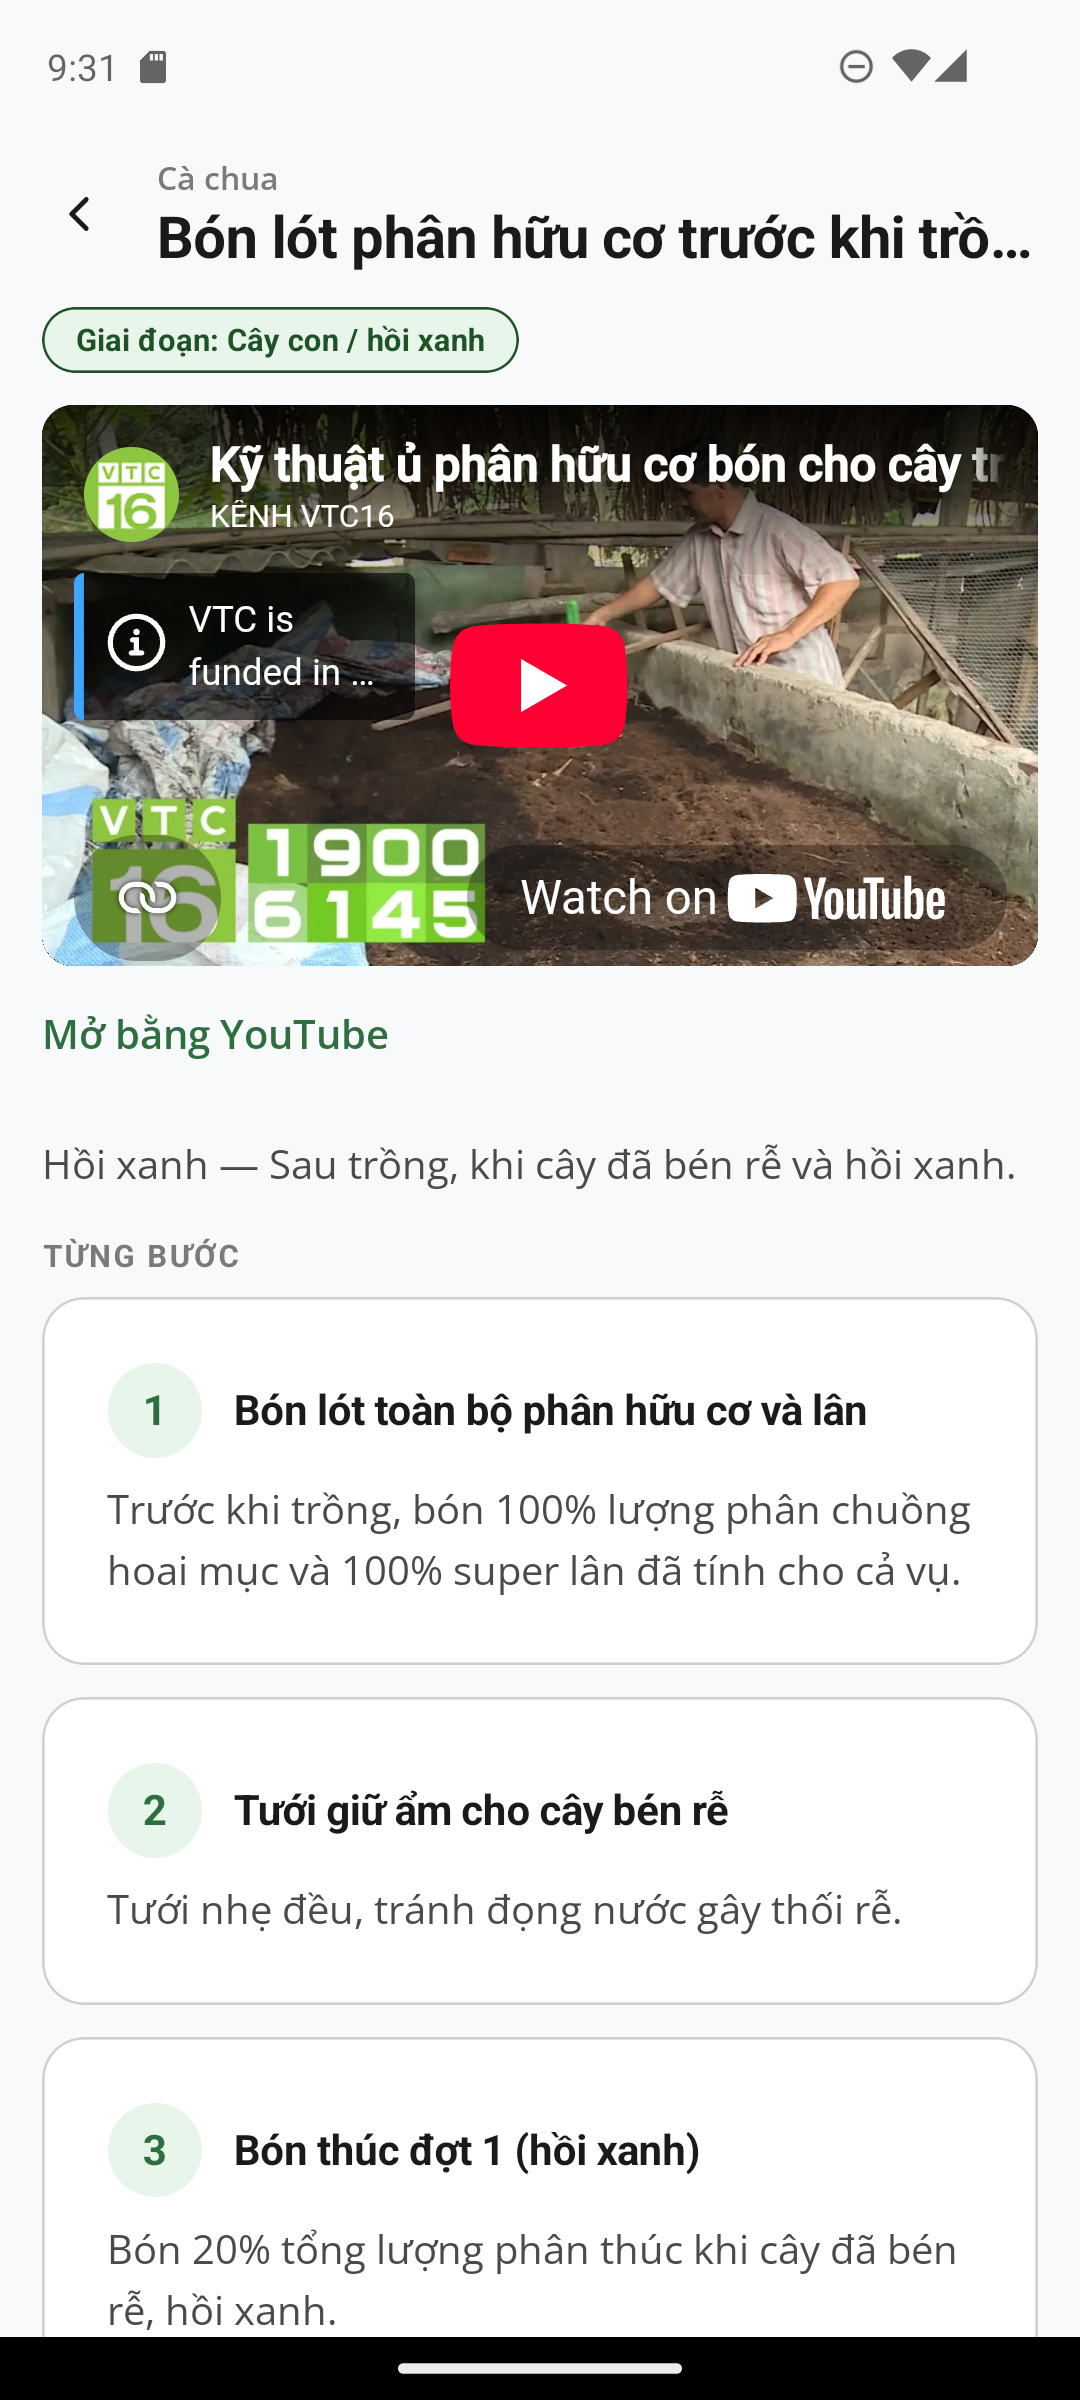 9:31
Cà chua
Bón lót phân hữu cơ trước khi trồ...
Giai đoạn: Cây con / hồi xanh
VTC
16
Kỹ thuật ủ phân hữu cơ bón cho cây tr
KÊNH VTC16
VTC is
funded in ...
VTC
16
1900
6145
Watch on YouTube
Mở bằng YouTube
Hồi xanh — Sau trồng, khi cây đã bén rễ và hồi xanh.
TỪNG BƯỚC
1
Bón lót toàn bộ phân hữu cơ và lân
Trước khi trồng, bón 100% lượng phân chuồng
hoai mục và 100% super lân đã tính cho cả vụ.
2
Tưới giữ ẩm cho cây bén rễ
Tưới nhẹ đều, tránh đọng nước gây thối rễ.
3
Bón thúc đợt 1 (hồi xanh)
Bón 20% tổng lượng phân thúc khi cây đã bén
rễ, hồi xanh.